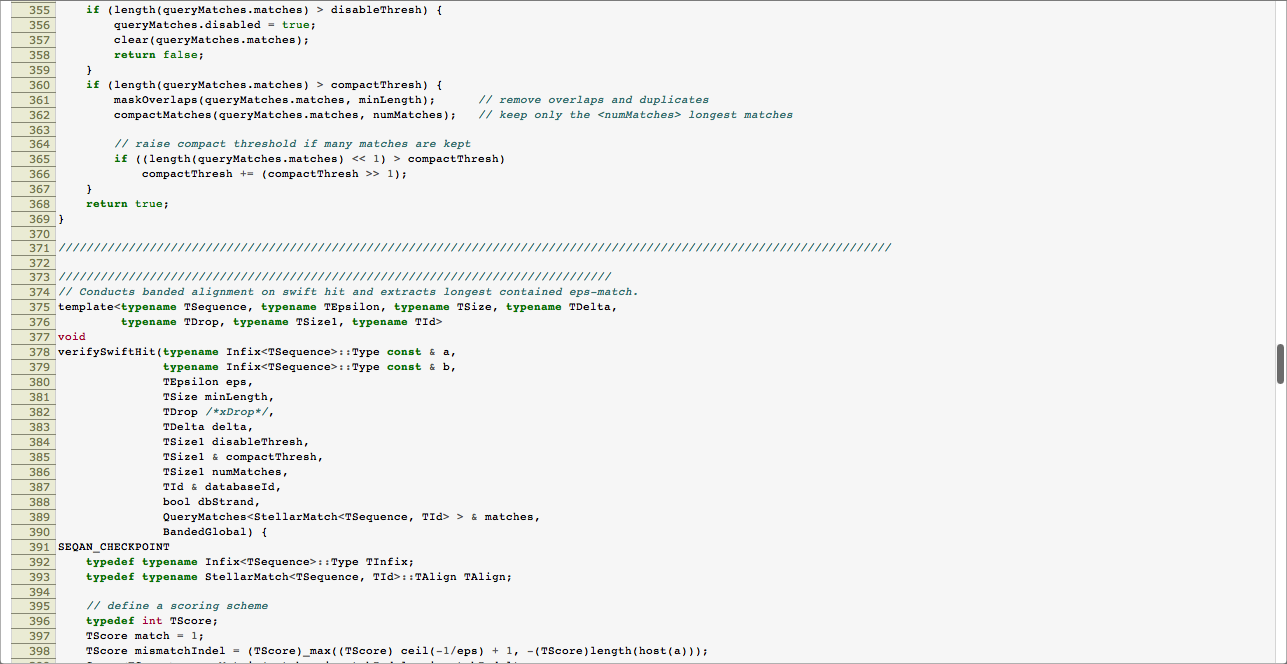 355     if (length(queryMatches.matches) > disableThresh) {
356         queryMatches.disabled = true;
357         clear(queryMatches.matches);
358         return false;
359     }
360     if (length(queryMatches.matches) > compactThresh) {
361         maskOverlaps(queryMatches.matches, minLength);      // remove overlaps and duplicates
362         compactMatches(queryMatches.matches, numMatches);   // keep only the <numMatches> longest matches
363
364         // raise compact threshold if many matches are kept
365         if ((length(queryMatches.matches) << 1) > compactThresh)
366             compactThresh += (compactThresh >> 1);
367     }
368     return true;
369 }
370
371 ///////////////////////////////////////////////////////////////////////////////////////////////////////////////////////
372
373 ///////////////////////////////////////////////////////////////////////////////
374 // Conducts banded alignment on swift hit and extracts longest contained eps-match.
375 template<typename TSequence, typename TEpsilon, typename TSize, typename TDelta,
376          typename TDrop, typename TSize1, typename TId>
377 void
378 verifySwiftHit(typename Infix<TSequence>::Type const & a,
379                typename Infix<TSequence>::Type const & b,
380                TEpsilon eps,
381                TSize minLength,
382                TDrop /*xDrop*/,
383                TDelta delta,
384                TSize1 disableThresh,
385                TSize1 & compactThresh,
386                TSize1 numMatches,
387                TId & databaseId,
388                bool dbStrand,
389                QueryMatches<StellarMatch<TSequence, TId> > & matches,
390                BandedGlobal) {
391 SEQAN_CHECKPOINT
392     typedef typename Infix<TSequence>::Type TInfix;
393     typedef typename StellarMatch<TSequence, TId>::TAlign TAlign;
394
395     // define a scoring scheme
396     typedef int TScore;
397     TScore match = 1;
398     TScore mismatchIndel = (TScore)_max((TScore) ceil(-1/eps) + 1, -(TScore)length(host(a)));